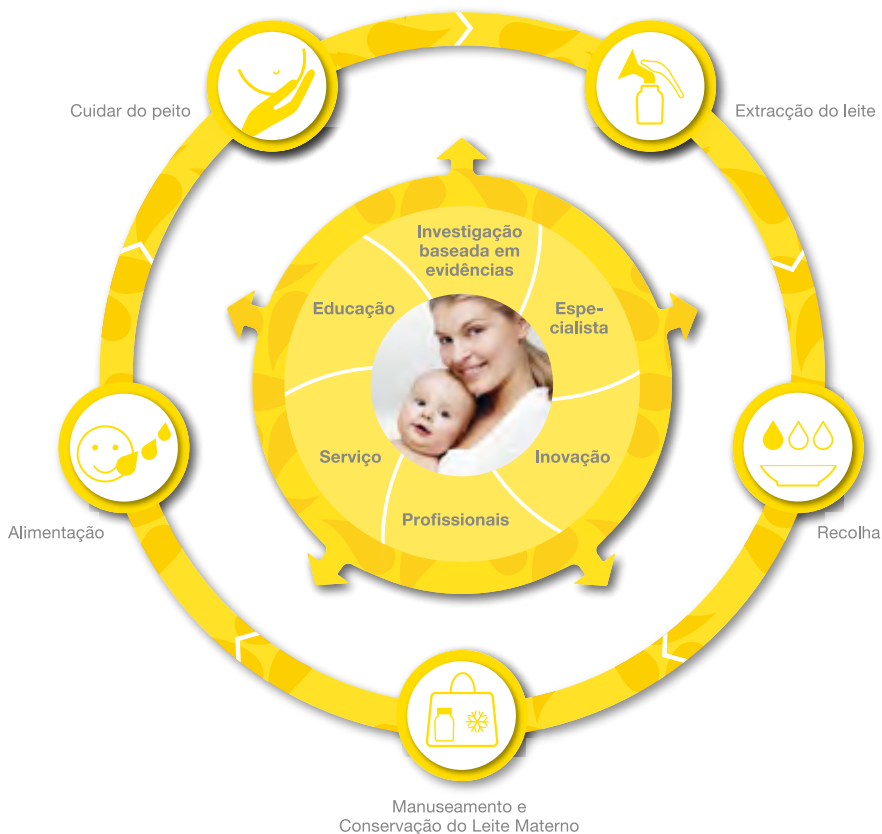 Cuidar do peito
Extracção do leite
Investigação
baseada em
evidências
Educação
Espe-
cialista
Serviço
Inovação
Profissionais
Alimentação
Recolha
Manuseamento e
Conservação do Leite Materno